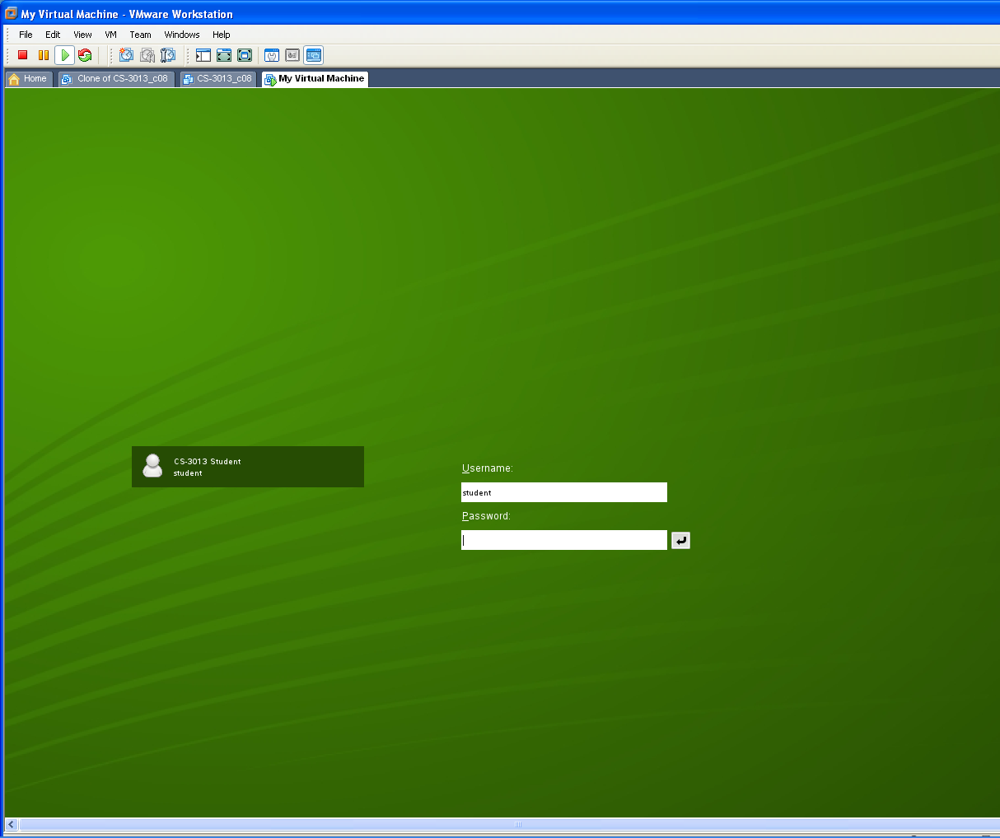 My Virtual Machine - VMware Workstation
File Edit View VM Team Windows Help
Home Clone of CS-3013_c08 CS-3013_c08 My Virtual Machine
CS-3013 Student
student
Username:
student
Password: